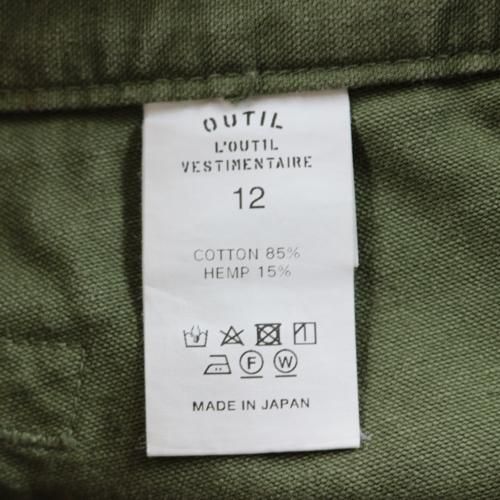 OUTIL
L'OUTIL
VESTIMENTAIRE
12
COTTON 85%
HEMP 15%
F W
MADE IN JAPAN